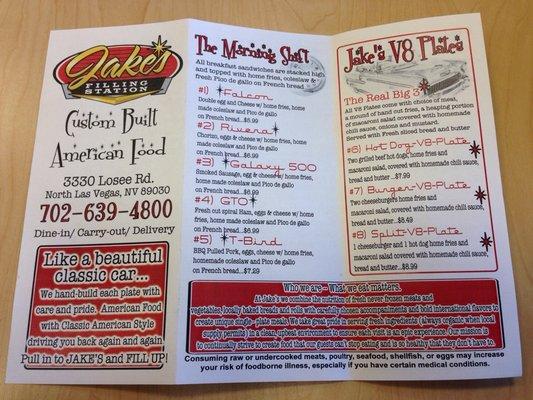 Jake's
FILLING
STATION
Custom Built
American Food
3330 Losee Rd.
North Las Vegas, NV 89030
702-639-4800
Dine-in/ Carry-out/ Delivery
Like a beautiful
classic car...
We hand-build each plate with
care and pride. American Food
with Classic American Style
driving you back again and again.
Pull in to JAKE'S and FILL UP!
The Morning Shift
All breakfast sandwiches are stacked high
and topped with home fries, coleslaw &
fresh Pico de gallo on French bread
#1) Falcon
Double egg and Cheese w/ home fries, home
made coleslaw and Pico de gallo
on French bread...$5.99
#2) Rivera
Chorizo, eggs & cheese w/ home fries, home
made coleslaw and Pico de gallo
on French bread...$6.99
#3) Galaxy 500
Smoked Sausage, egg & cheese w/ home fries,
home made coleslaw and Pico de gallo
on French bread...$6.99
#4) GTO
Fresh cut spiral Ham, eggs & cheese w/ home
fries, home made coleslaw and Pico de gallo
on French bread...$6.99
#5) T-Bird
BBQ Pulled Pork, eggs, cheese w/ home fries,
homemade coleslaw and Pico de gallo
on French bread...$7.29
Jake's V8 Plates
The Real Big 3
All V8 Plates come with choice of meat,
a mound of hand cut fries, a heaping scoop
of macaroni salad covered with homemade
chili sauce, onions and mustard.
Served with Fresh sliced bread and butter
#6) Hot Dog-V8-Plate
Two grilled beef hot dogs, home fries and
macaroni salad, covered with homemade chili sauce,
bread and butter...$7.99
#7) Burger-V8-Plate
Two cheeseburgers home fries and
macaroni salad, covered with homemade chili sauce,
bread and butter...$8.49
#8) Split-V8-Plate
1 cheeseburger and 1 hot dog home fries and
macaroni salad covered with homemade chili sauce,
bread and butter...$8.99
Who we are - What we eat matters.
At Jake's we combine the nutrition of fresh never frozen meats and
vegetables, locally baked breads and rolls with carefully chosen accompaniments and bold international flavors to
create unique single-plate meals. We take great pride in serving fresh ingredients (always organic when local
supply permits) in a clean, upbeat environment to ensure each visit is an epic experience. Our mission is
to continually strive to create food that our guests can't stop eating and is so healthy that they don't have to.
Consuming raw or undercooked meats, poultry, seafood, shellfish, or eggs may increase
your risk of foodborne illness, especially if you have certain medical conditions.